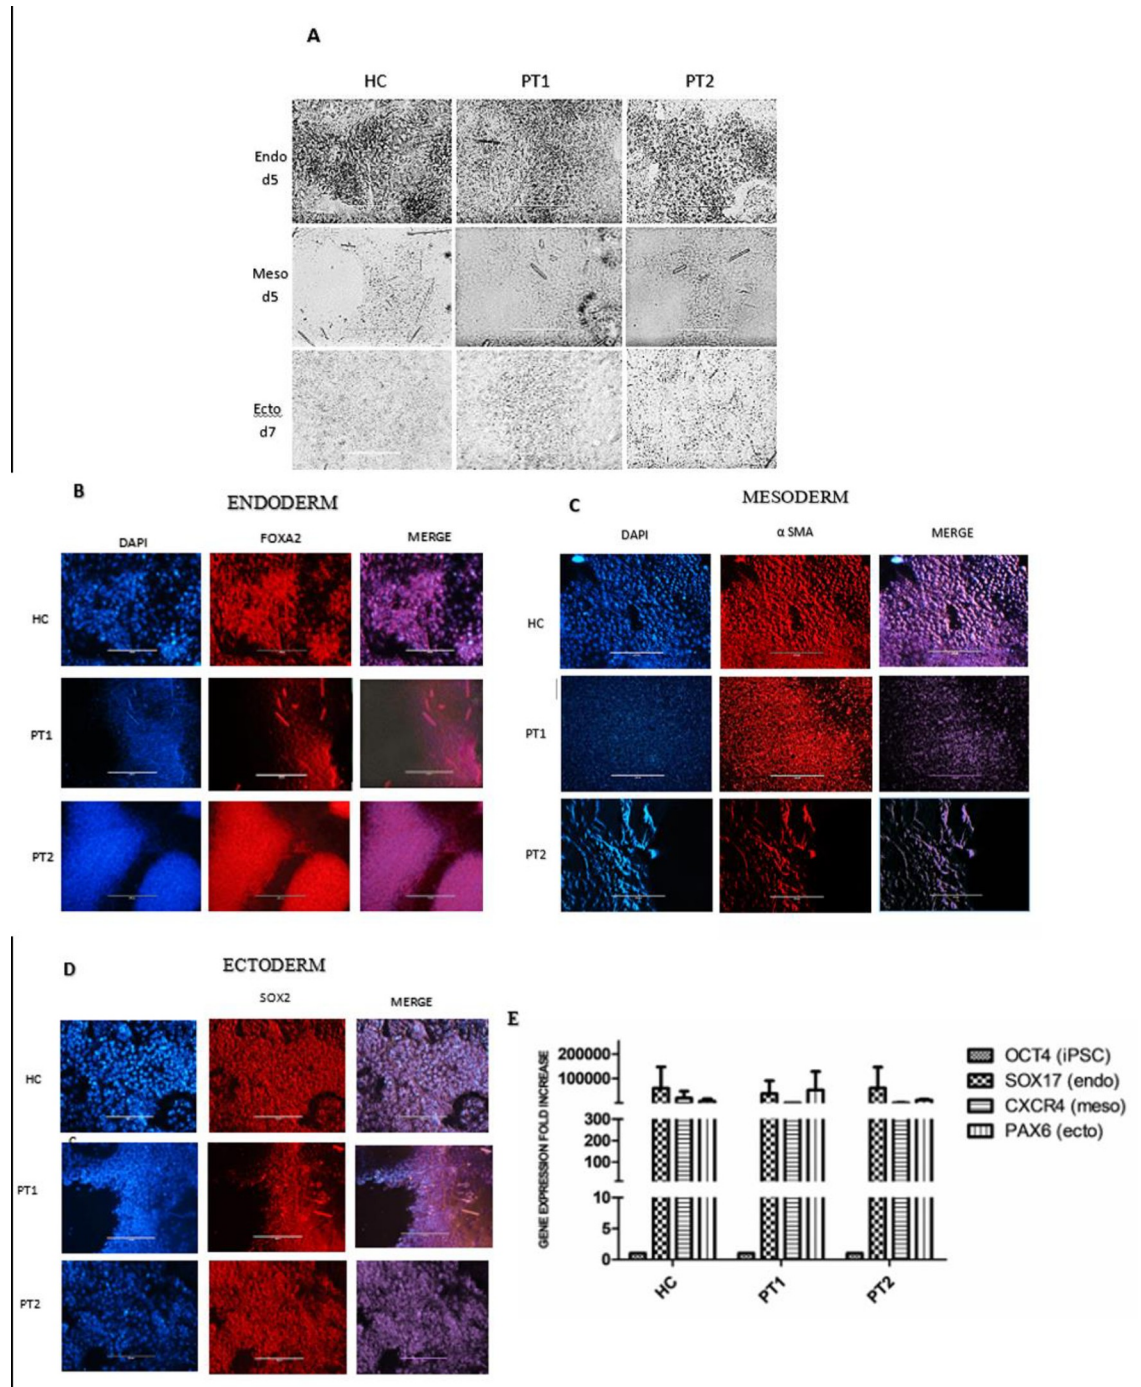 A
HC PT1 PT2
Endo
d5
Meso
d5
Ecto
d7
B
ENDODERM
DAPI FOXA2 MERGE
HC
PT1
PT2
C
MESODERM
DAPI α SMA MERGE
HC
PT1
PT2
D
ECTODERM
SOX2 MERGE
HC
C
PT1
PT2
E
GENE EXPRESSION FOLD INCREASE
200000
100000
300
200
100
10
5
0
HC PT1 PT2
OCT4 (iPSC)
SOX17 (endo)
CXCR4 (meso)
PAX6 (ecto)